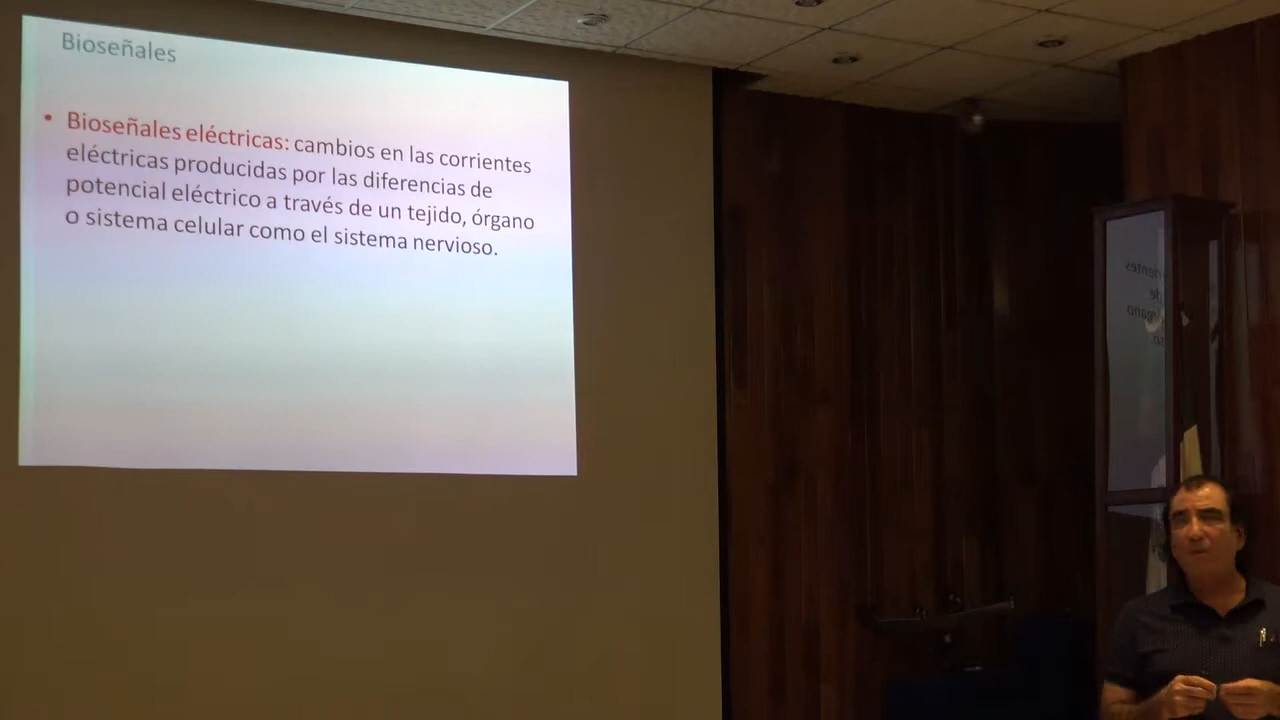 Bioseñales
• Bioseñales eléctricas: cambios en las corrientes
eléctricas producidas por las diferencias de
potencial eléctrico a través de un tejido, órgano
o sistema celular como el sistema nervioso.